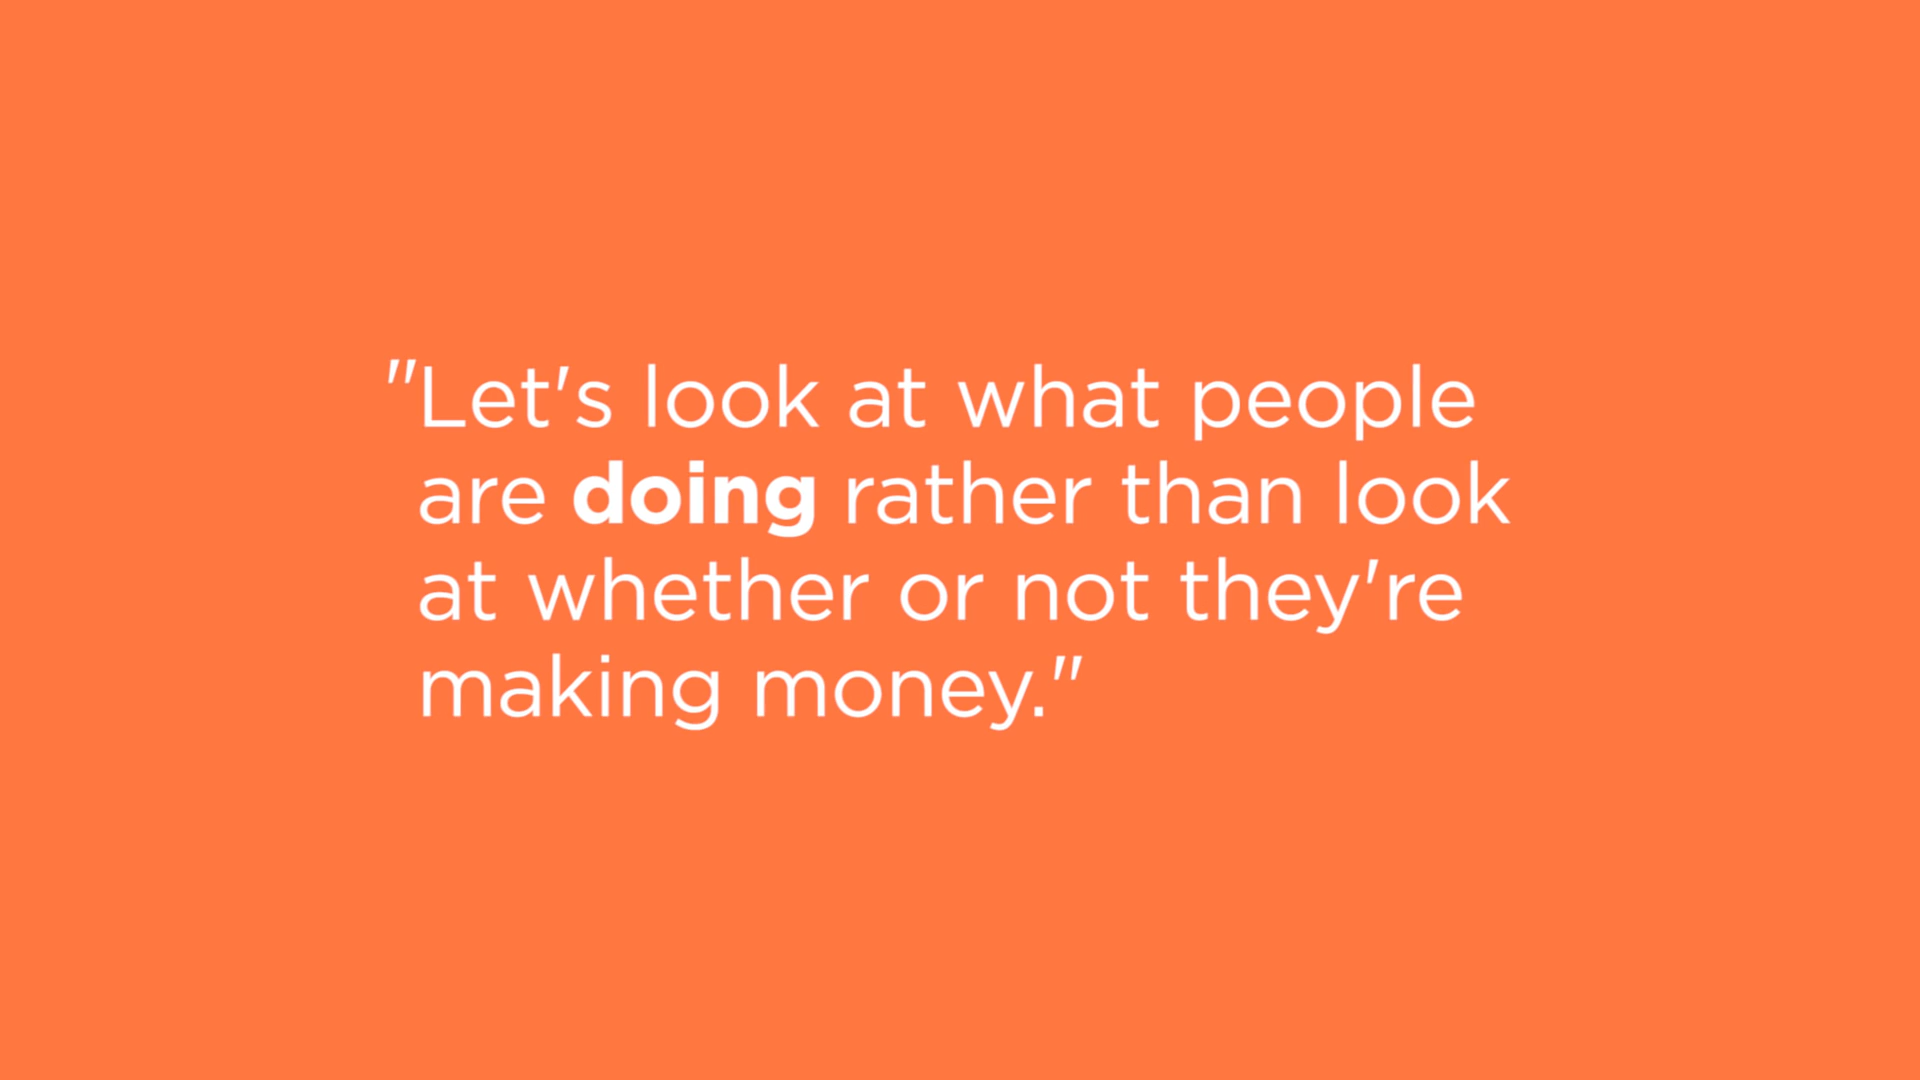 "Let's look at what people
are doing rather than look
at whether or not they're
making money."